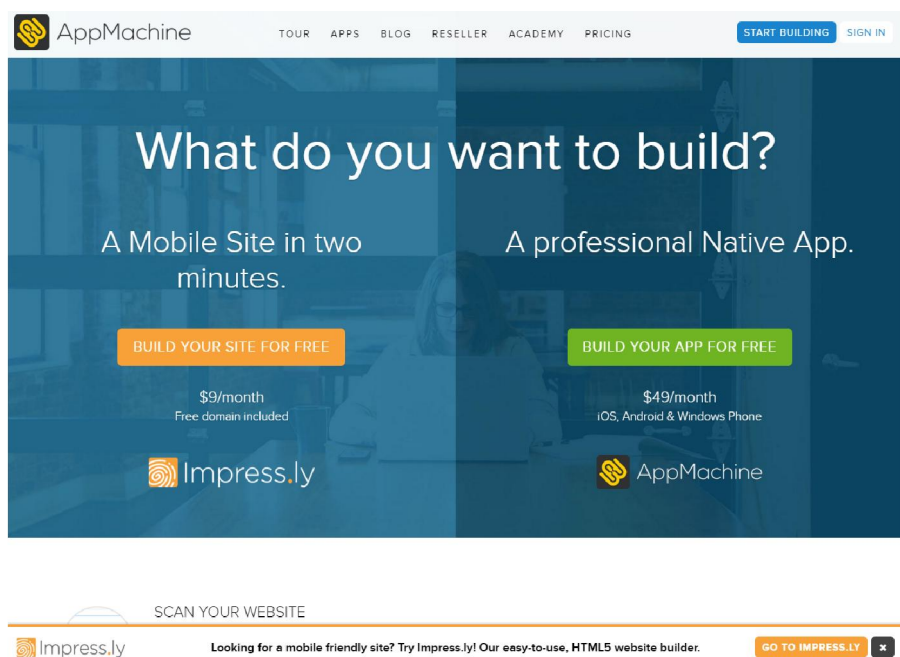 AppMachine
TOUR APPS BLOG RESELLER ACADEMY PRICING
START BUILDING
SIGN IN
What do you want to build?
A Mobile Site in two
minutes.
BUILD YOUR SITE FOR FREE
$9/month
Free domain included
Impress.ly
A professional Native App.
BUILD YOUR APP FOR FREE
$49/month
iOS, Android & Windows Phone
AppMachine
SCAN YOUR WEBSITE
Impress.ly
Looking for a mobile friendly site? Try Impress.ly! Our easy-to-use, HTML5 website builder.
GO TO IMPRESS.LY
x